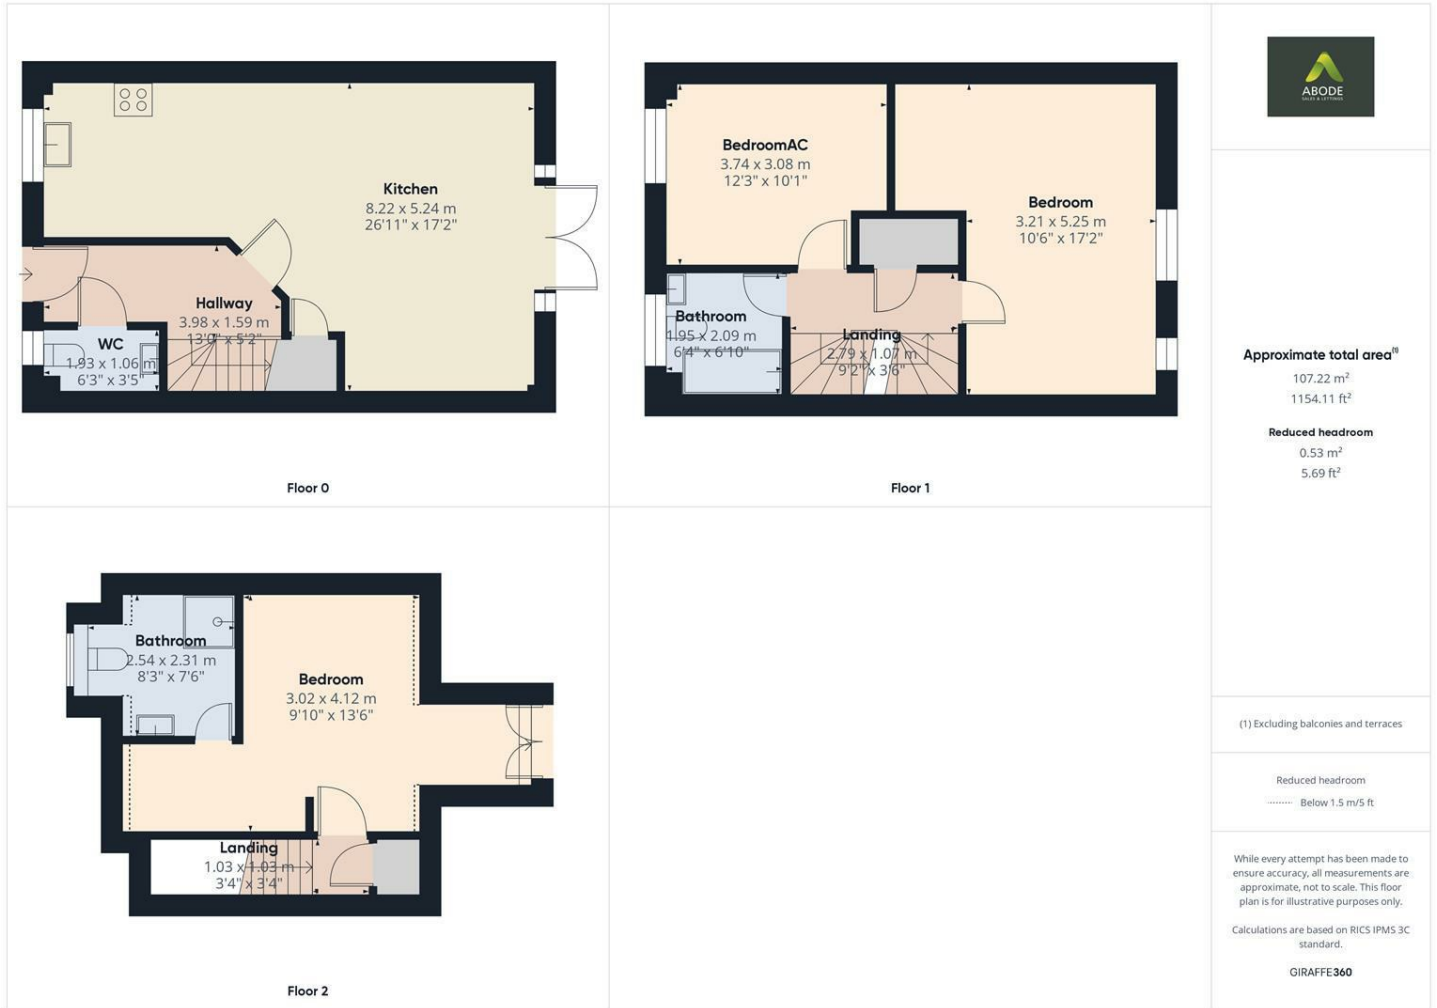 Kitchen
8.22 x 5.24 m
26'11" x 17'2"
Hallway
3.98 x 1.59 m
13'0" x 5'2"
WC
1.93 x 1.06 m
6'3" x 3'5"
Floor 0
BedroomAC
3.74 x 3.08 m
12'3" x 10'1"
Bedroom
3.21 x 5.25 m
10'6" x 17'2"
Bathroom
1.95 x 2.09 m
6'4" x 6'10"
Landing
2.79 x 1.07 m
9'2" x 3'6"
Floor 1
Bathroom
2.54 x 2.31 m
8'3" x 7'6"
Bedroom
3.02 x 4.12 m
9'10" x 13'6"
Landing
1.03 x 1.03 m
3'4" x 3'4"
Floor 2
ABODE
SALES & LETTINGS
Approximate total area⁽¹⁾
107.22 m²
1154.11 ft²
Reduced headroom
0.53 m²
5.69 ft²
(1) Excluding balconies and terraces
Reduced headroom
Below 1.5 m/5 ft
While every attempt has been made to
ensure accuracy, all measurements are
approximate, not to scale. This floor
plan is for illustrative purposes only.
Calculations are based on RICS IPMS 3C
standard.
GIRAFFE360